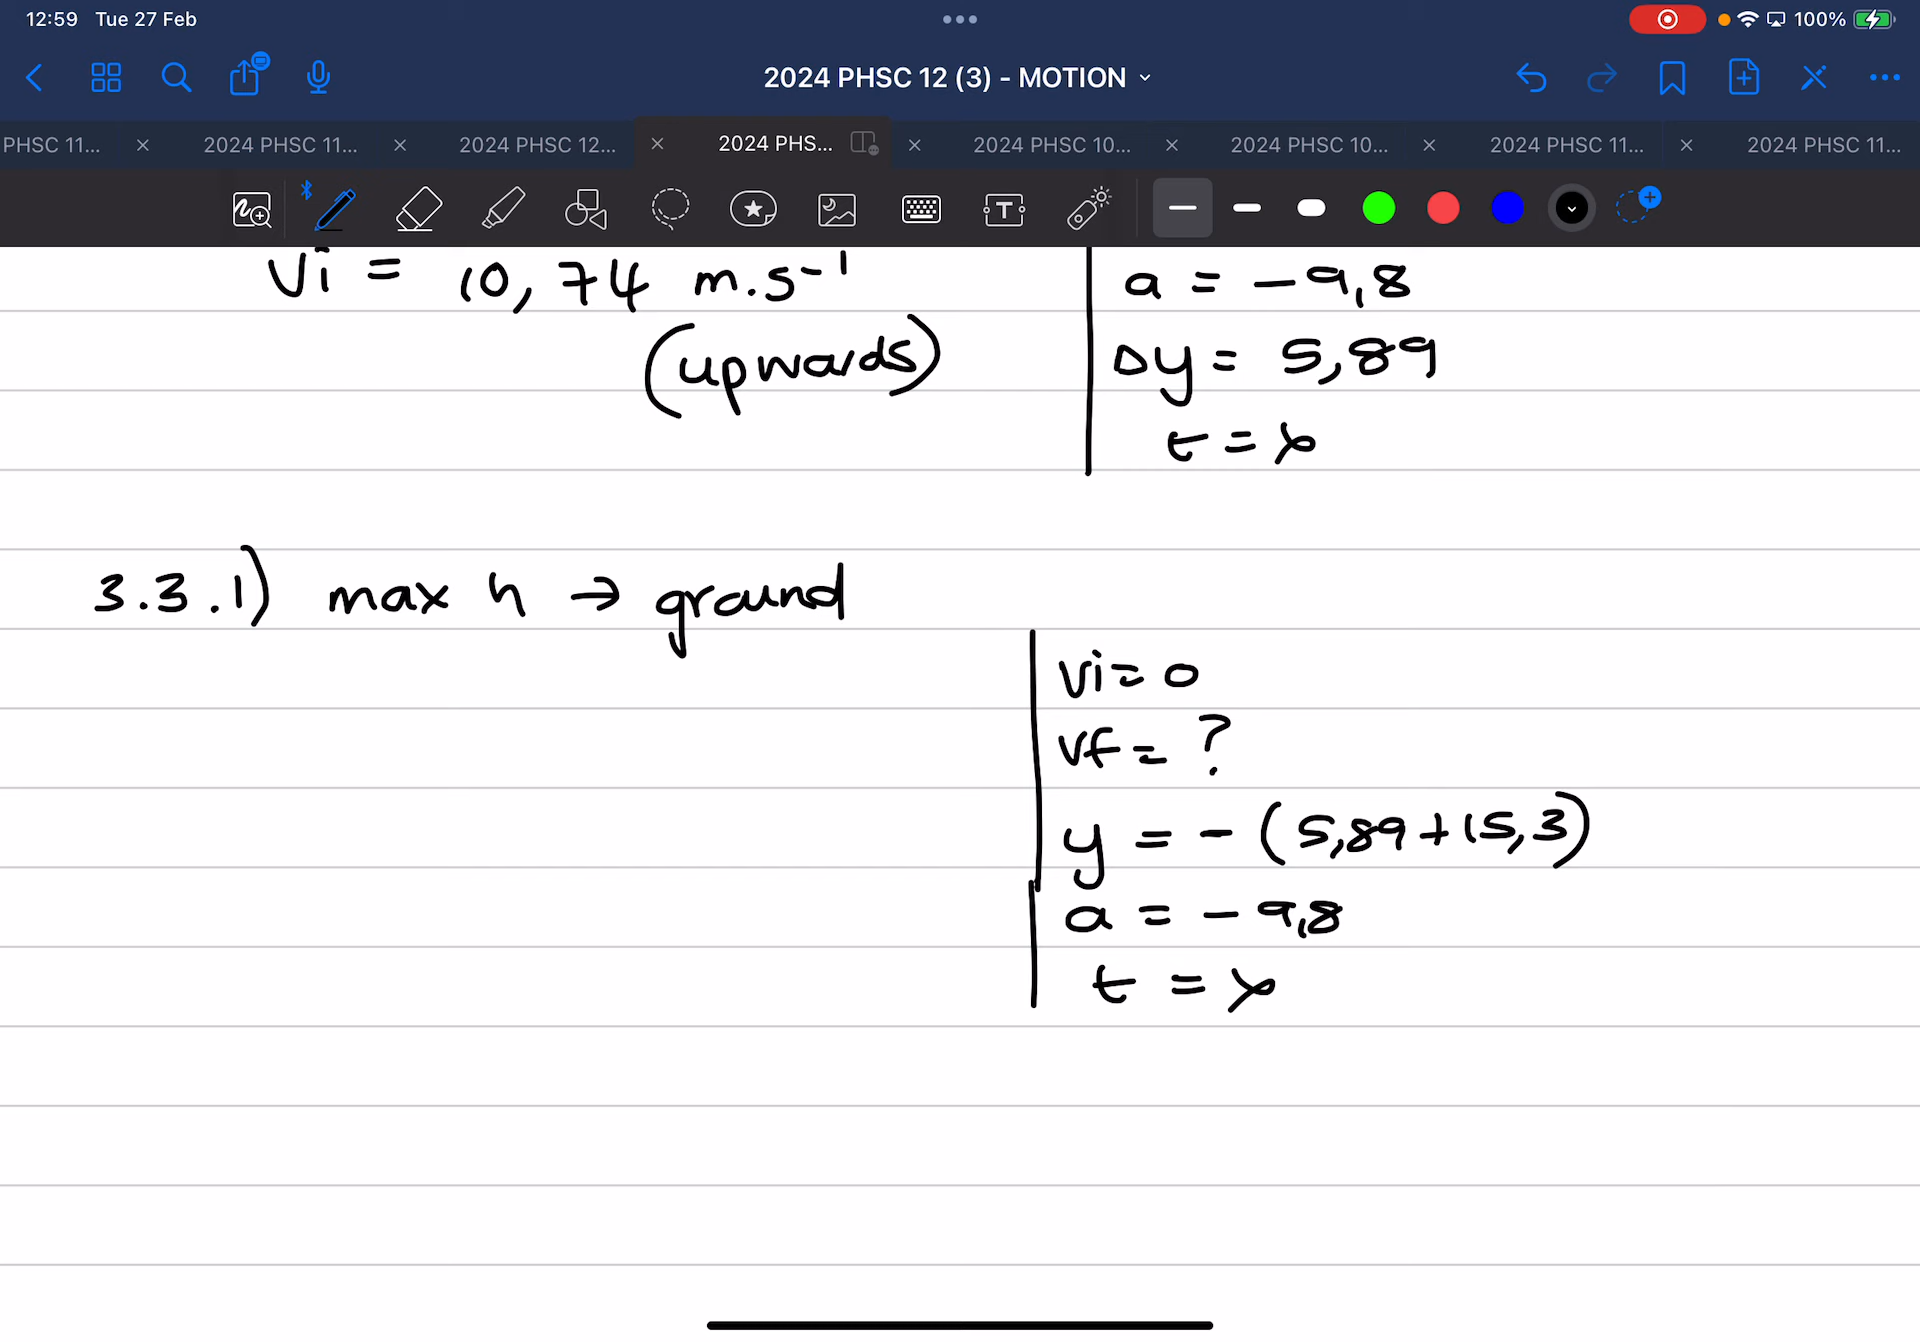 12:59 Tue 27 Feb
100%
2024 PHSC 12 (3) - MOTION
PHSC 11... 2024 PHSC 11... 2024 PHSC 12... 2024 PHS... 2024 PHSC 10... 2024 PHSC 10... 2024 PHSC 11... 2024 PHSC 11...
T
vi = 10,74 m.s⁻¹
(upwards)
a = -9,8
Δy = 5,89
t = x
3.3.1) max h → ground
vi = 0
vf = ?
y = - (5,89+15,3)
a = - 9,8
t = x